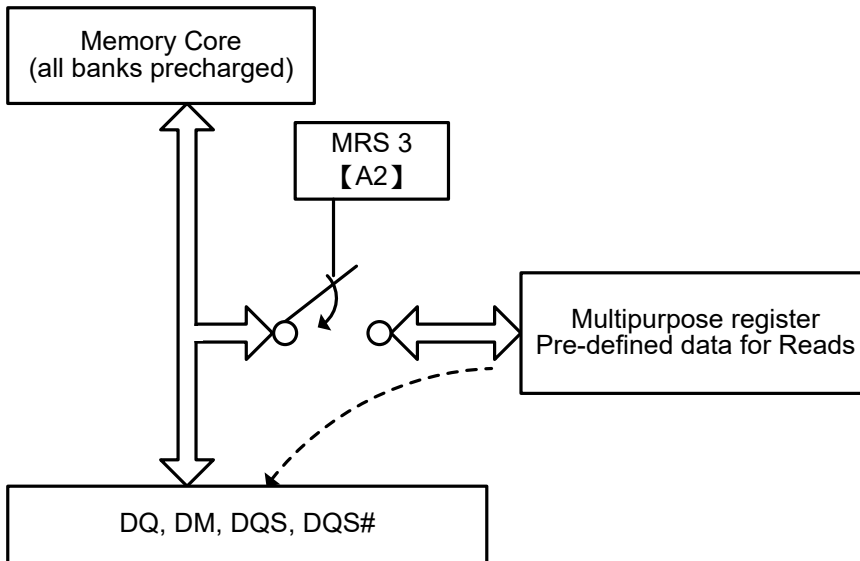 Memory Core
(all banks precharged)
MRS 3
【A2】
Multipurpose register
Pre-defined data for Reads
DQ, DM, DQS, DQS#